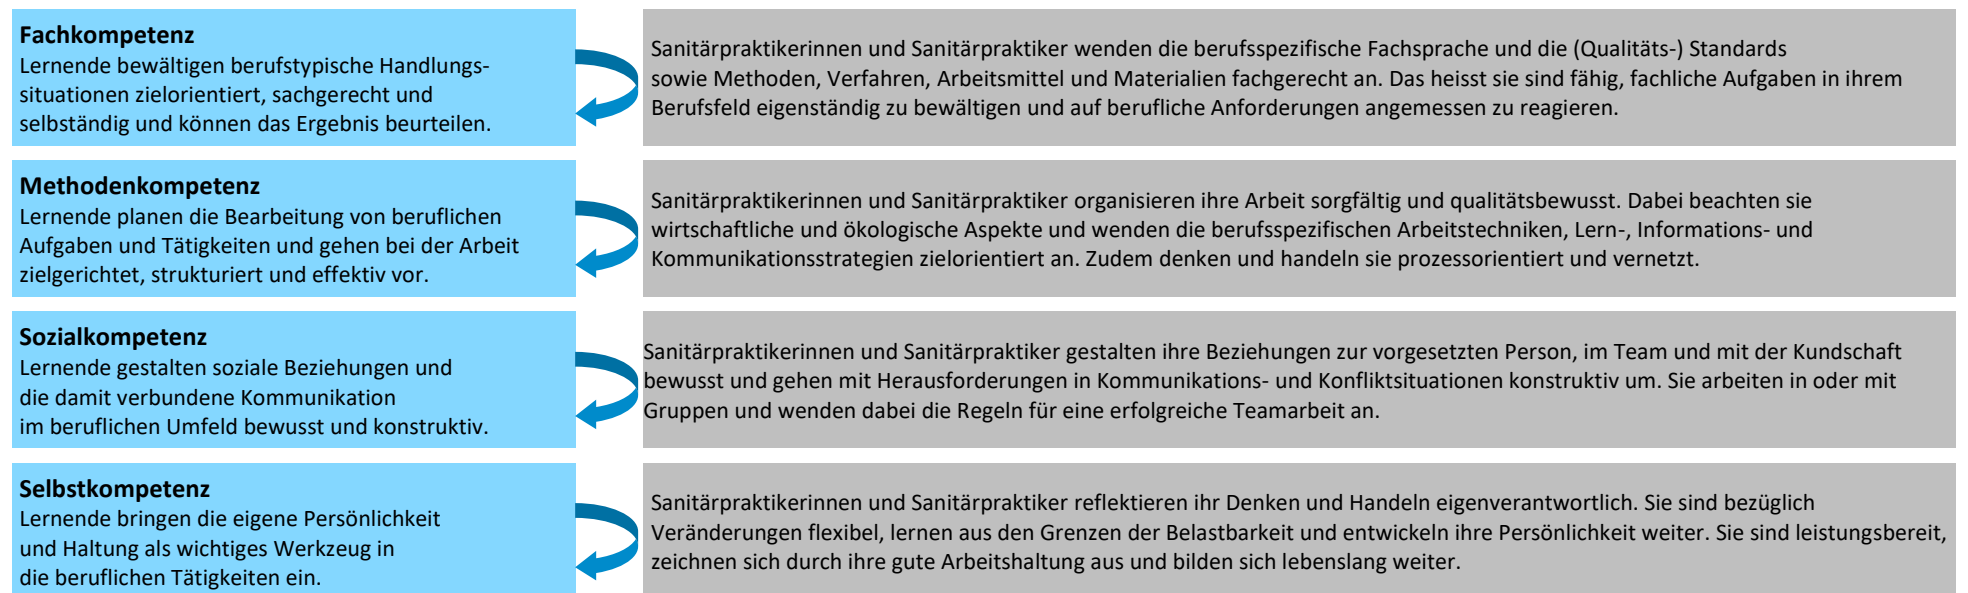 Fachkompetenz
Lernende bewältigen berufstypische Handlungs-
situationen zielorientiert, sachgerecht und
selbständig und können das Ergebnis beurteilen.
Sanitärpraktikerinnen und Sanitärpraktiker wenden die berufsspezifische Fachsprache und die (Qualitäts-) Standards
sowie Methoden, Verfahren, Arbeitsmittel und Materialien fachgerecht an. Das heisst sie sind fähig, fachliche Aufgaben in ihrem
Berufsfeld eigenständig zu bewältigen und auf berufliche Anforderungen angemessen zu reagieren.
Methodenkompetenz
Lernende planen die Bearbeitung von beruflichen
Aufgaben und Tätigkeiten und gehen bei der Arbeit
zielgerichtet, strukturiert und effektiv vor.
Sanitärpraktikerinnen und Sanitärpraktiker organisieren ihre Arbeit sorgfältig und qualitätsbewusst. Dabei beachten sie
wirtschaftliche und ökologische Aspekte und wenden die berufsspezifischen Arbeitstechniken, Lern-, Informations- und
Kommunikationsstrategien zielorientiert an. Zudem denken und handeln sie prozessorientiert und vernetzt.
Sozialkompetenz
Lernende gestalten soziale Beziehungen und
die damit verbundene Kommunikation
im beruflichen Umfeld bewusst und konstruktiv.
Sanitärpraktikerinnen und Sanitärpraktiker gestalten ihre Beziehungen zur vorgesetzten Person, im Team und mit der Kundschaft
bewusst und gehen mit Herausforderungen in Kommunikations- und Konfliktsituationen konstruktiv um. Sie arbeiten in oder mit
Gruppen und wenden dabei die Regeln für eine erfolgreiche Teamarbeit an.
Selbstkompetenz
Lernende bringen die eigene Persönlichkeit
und Haltung als wichtiges Werkzeug in
die beruflichen Tätigkeiten ein.
Sanitärpraktikerinnen und Sanitärpraktiker reflektieren ihr Denken und Handeln eigenverantwortlich. Sie sind bezüglich
Veränderungen flexibel, lernen aus den Grenzen der Belastbarkeit und entwickeln ihre Persönlichkeit weiter. Sie sind leistungsbereit,
zeichnen sich durch ihre gute Arbeitshaltung aus und bilden sich lebenslang weiter.